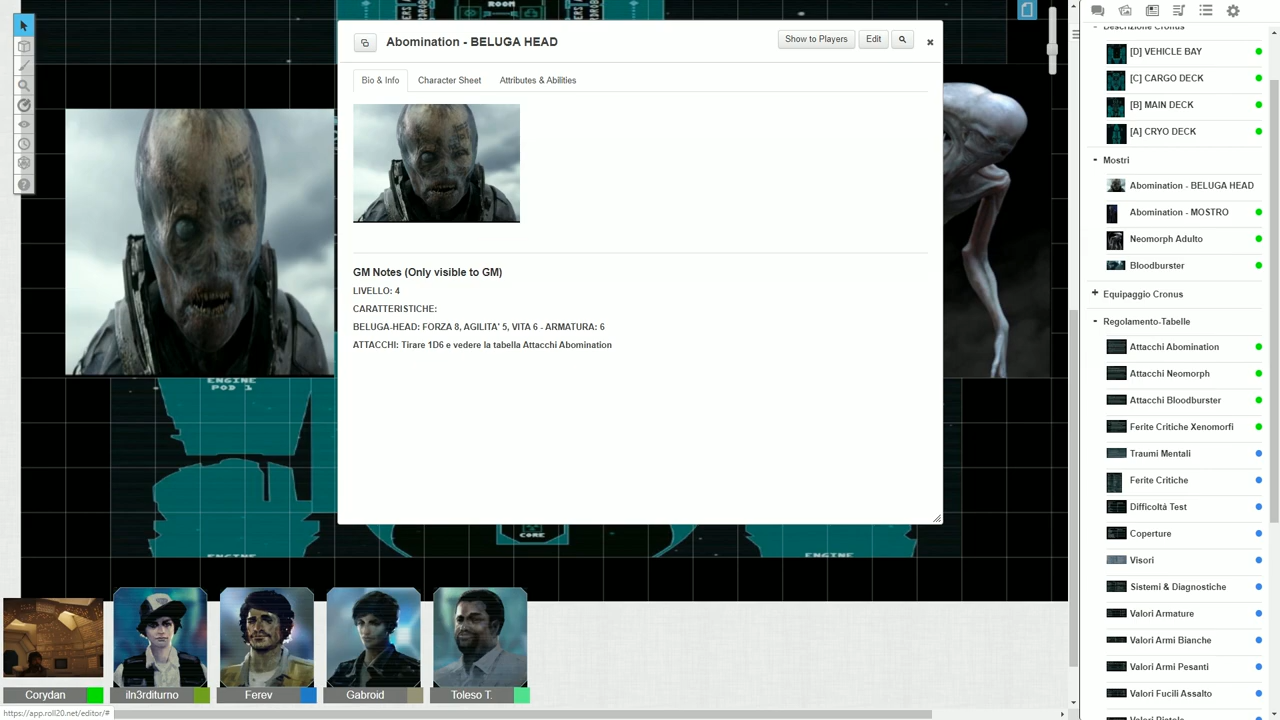 ROOM
Abomination - BELUGA HEAD
Show to Players
Edit
Bio & Info
Character Sheet
Attributes & Abilities
GM Notes (Only visible to GM)
LIVELLO: 4
CARATTERISTICHE:
BELUGA-HEAD: FORZA 8, AGILITA' 5, VITA 6 - ARMATURA: 6
ATTACCHI: Tirare 1D6 e vedere la tabella Attacchi Abomination
ENGINE
POD 1
ENGINE
CORE
ENGINE
Corydan
iln3rditurno
Ferev
Gabroid
Toleso T.
https://app.roll20.net/editor/#
Descrizione Cronus
[D] VEHICLE BAY
[C] CARGO DECK
[B] MAIN DECK
[A] CRYO DECK
Mostri
Abomination - BELUGA HEAD
Abomination - MOSTRO
Neomorph Adulto
Bloodburster
Equipaggio Cronus
Regolamento-Tabelle
Attacchi Abomination
Attacchi Neomorph
Attacchi Bloodburster
Ferite Critiche Xenomorfi
Traumi Mentali
Ferite Critiche
Difficoltà Test
Coperture
Visori
Sistemi & Diagnostiche
Valori Armature
Valori Armi Bianche
Valori Armi Pesanti
Valori Fucili Assalto
Valori Pistole